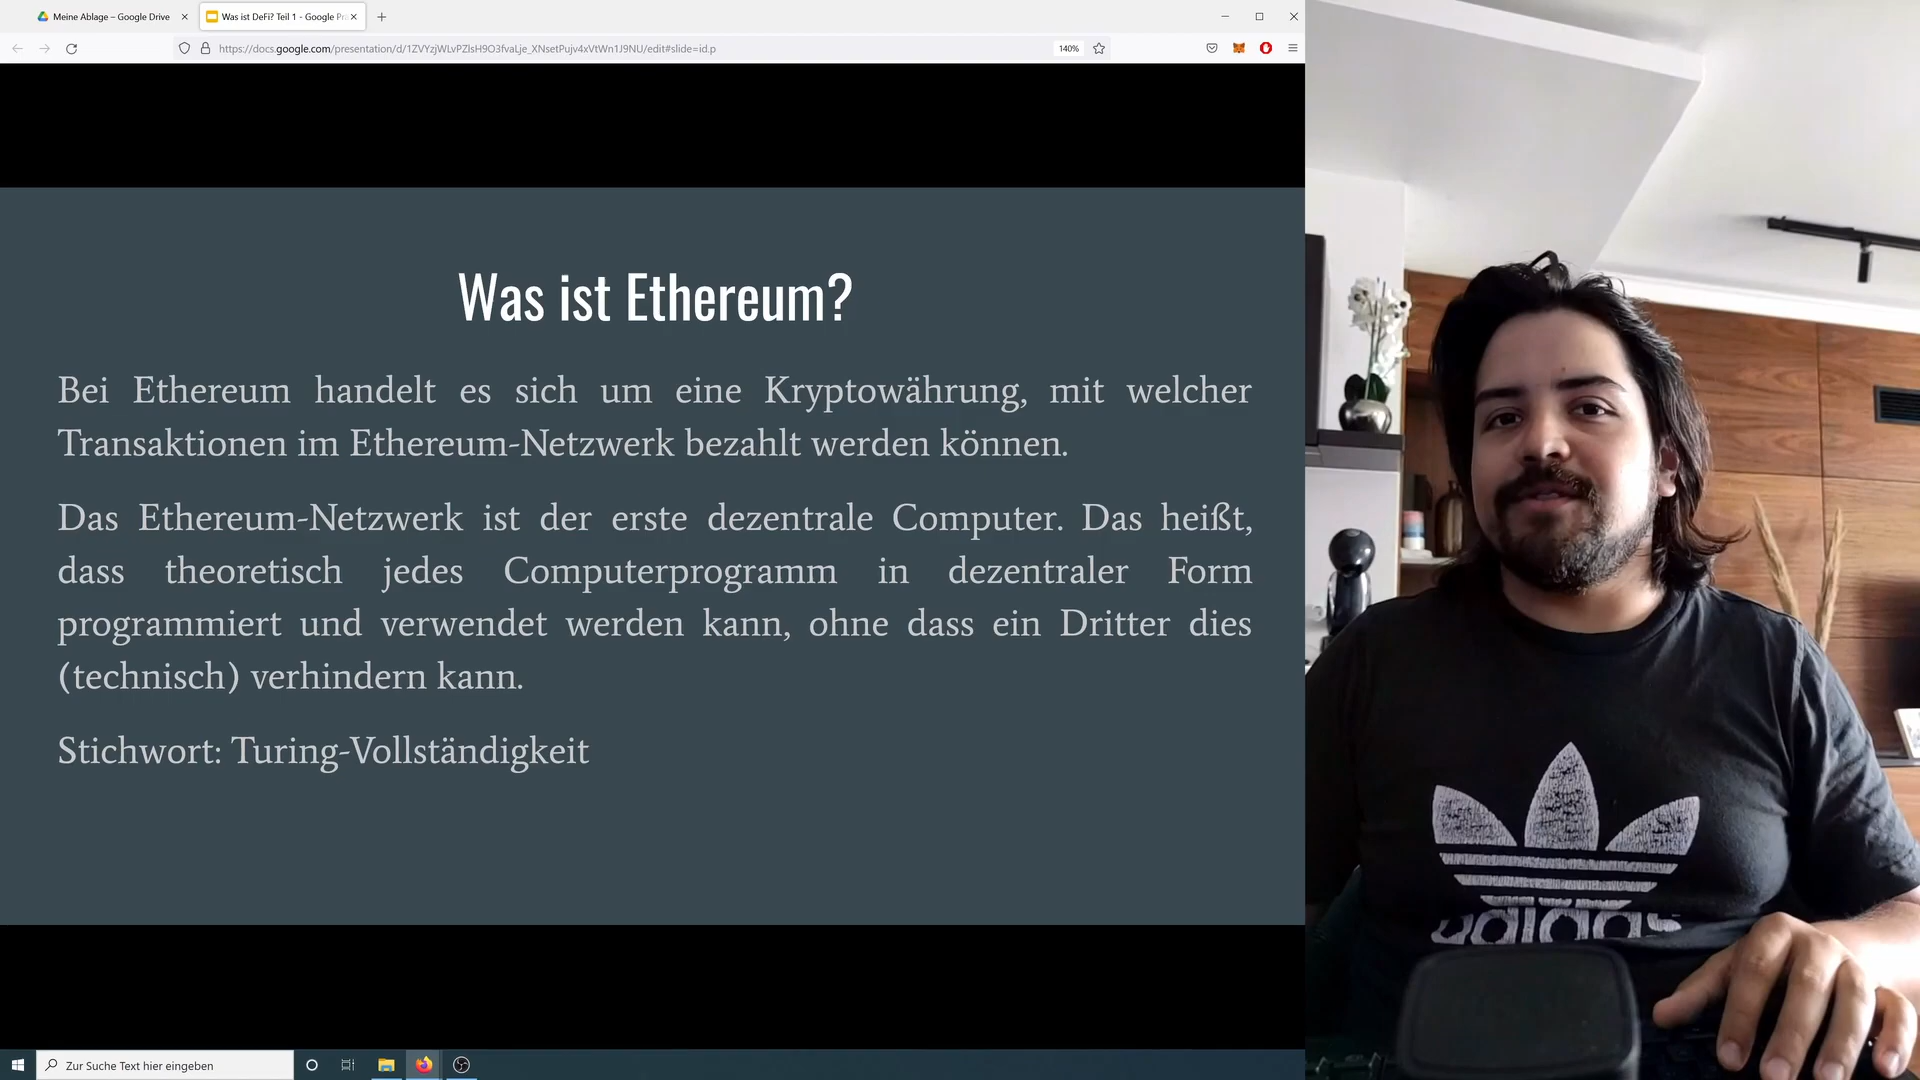 Meine Ablage – Google Drive
Was ist DeFi? Teil 1 - Google Prä
https://docs.google.com/presentation/d/1ZVYzjWLvPZlsH9O3fvaLje_XNsetPujv4xVtWn1J9NU/edit#slide=id.p
140%
Was ist Ethereum?
Bei Ethereum handelt es sich um eine Kryptowährung, mit welcher
Transaktionen im Ethereum-Netzwerk bezahlt werden können.
Das Ethereum-Netzwerk ist der erste dezentrale Computer. Das heißt,
dass theoretisch jedes Computerprogramm in dezentraler Form
programmiert und verwendet werden kann, ohne dass ein Dritter dies
(technisch) verhindern kann.
Stichwort: Turing-Vollständigkeit
adidas
Zur Suche Text hier eingeben